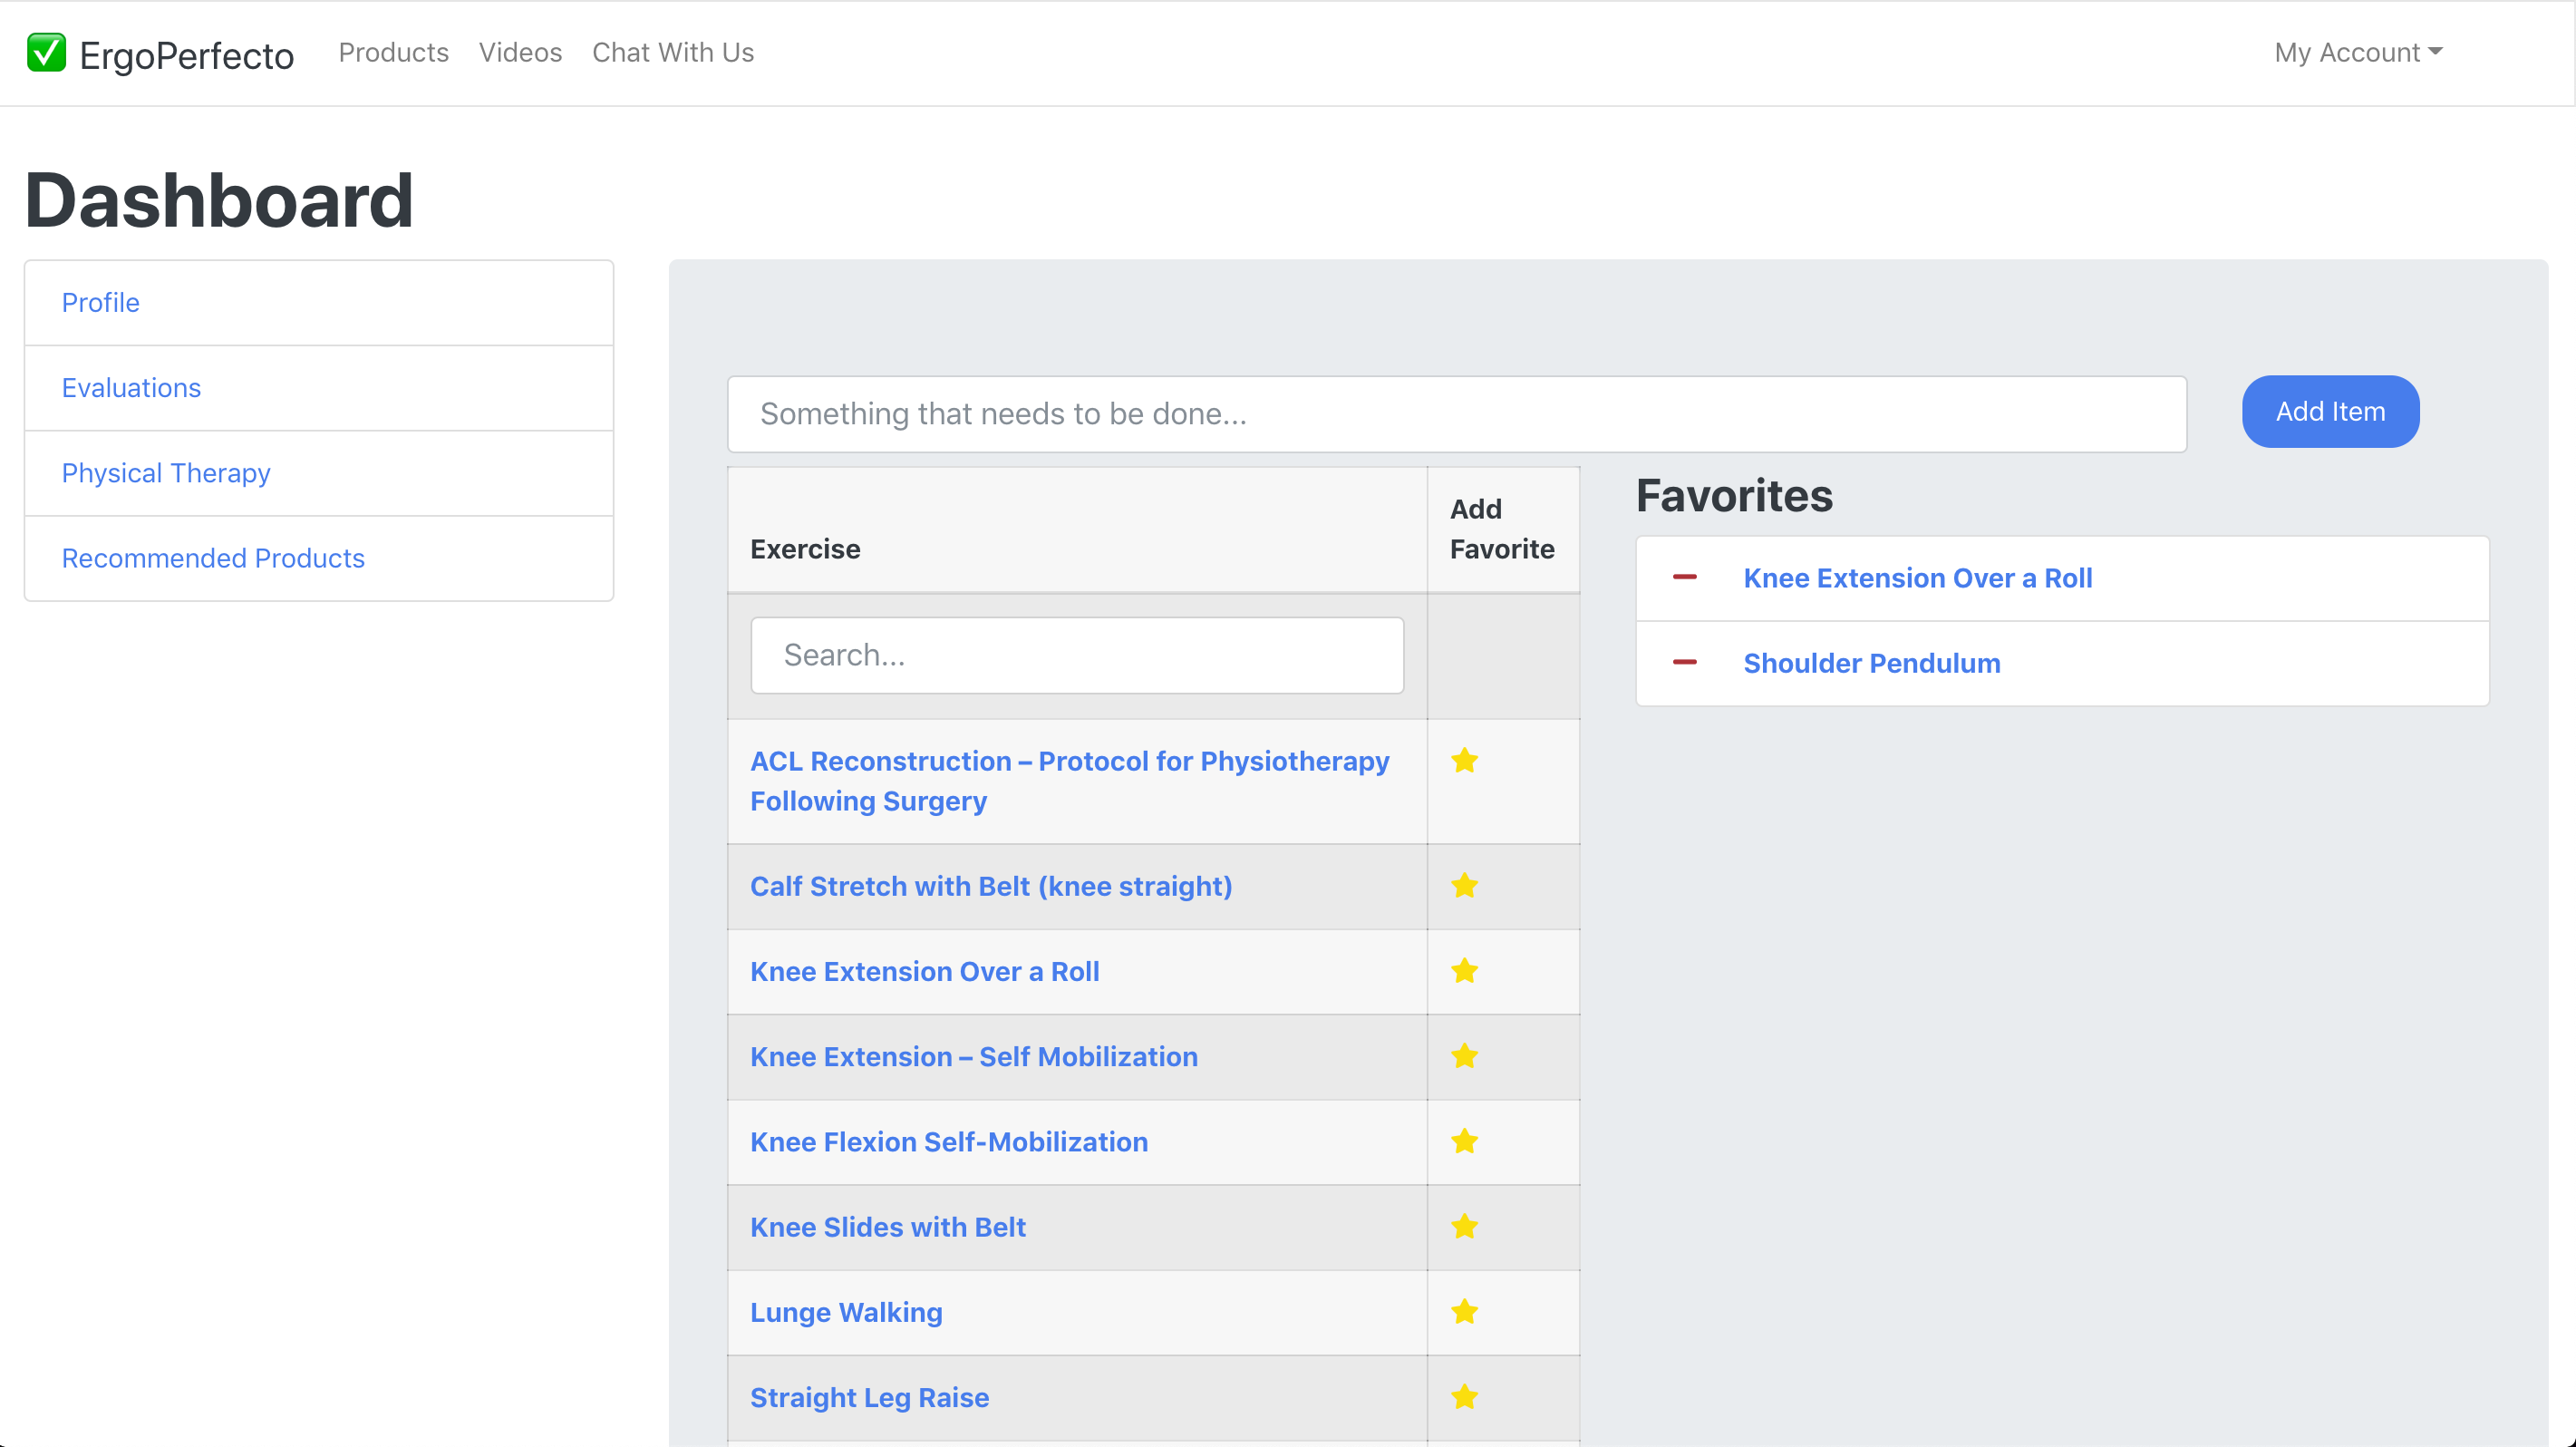 ErgoPerfecto Products Videos Chat With Us My Account
Dashboard
Profile
Evaluations
Physical Therapy
Recommended Products
Something that needs to be done...
Add Item
Exercise
Add
Favorite
Search...
ACL Reconstruction – Protocol for Physiotherapy
Following Surgery
Calf Stretch with Belt (knee straight)
Knee Extension Over a Roll
Knee Extension – Self Mobilization
Knee Flexion Self-Mobilization
Knee Slides with Belt
Lunge Walking
Straight Leg Raise
Favorites
Knee Extension Over a Roll
Shoulder Pendulum